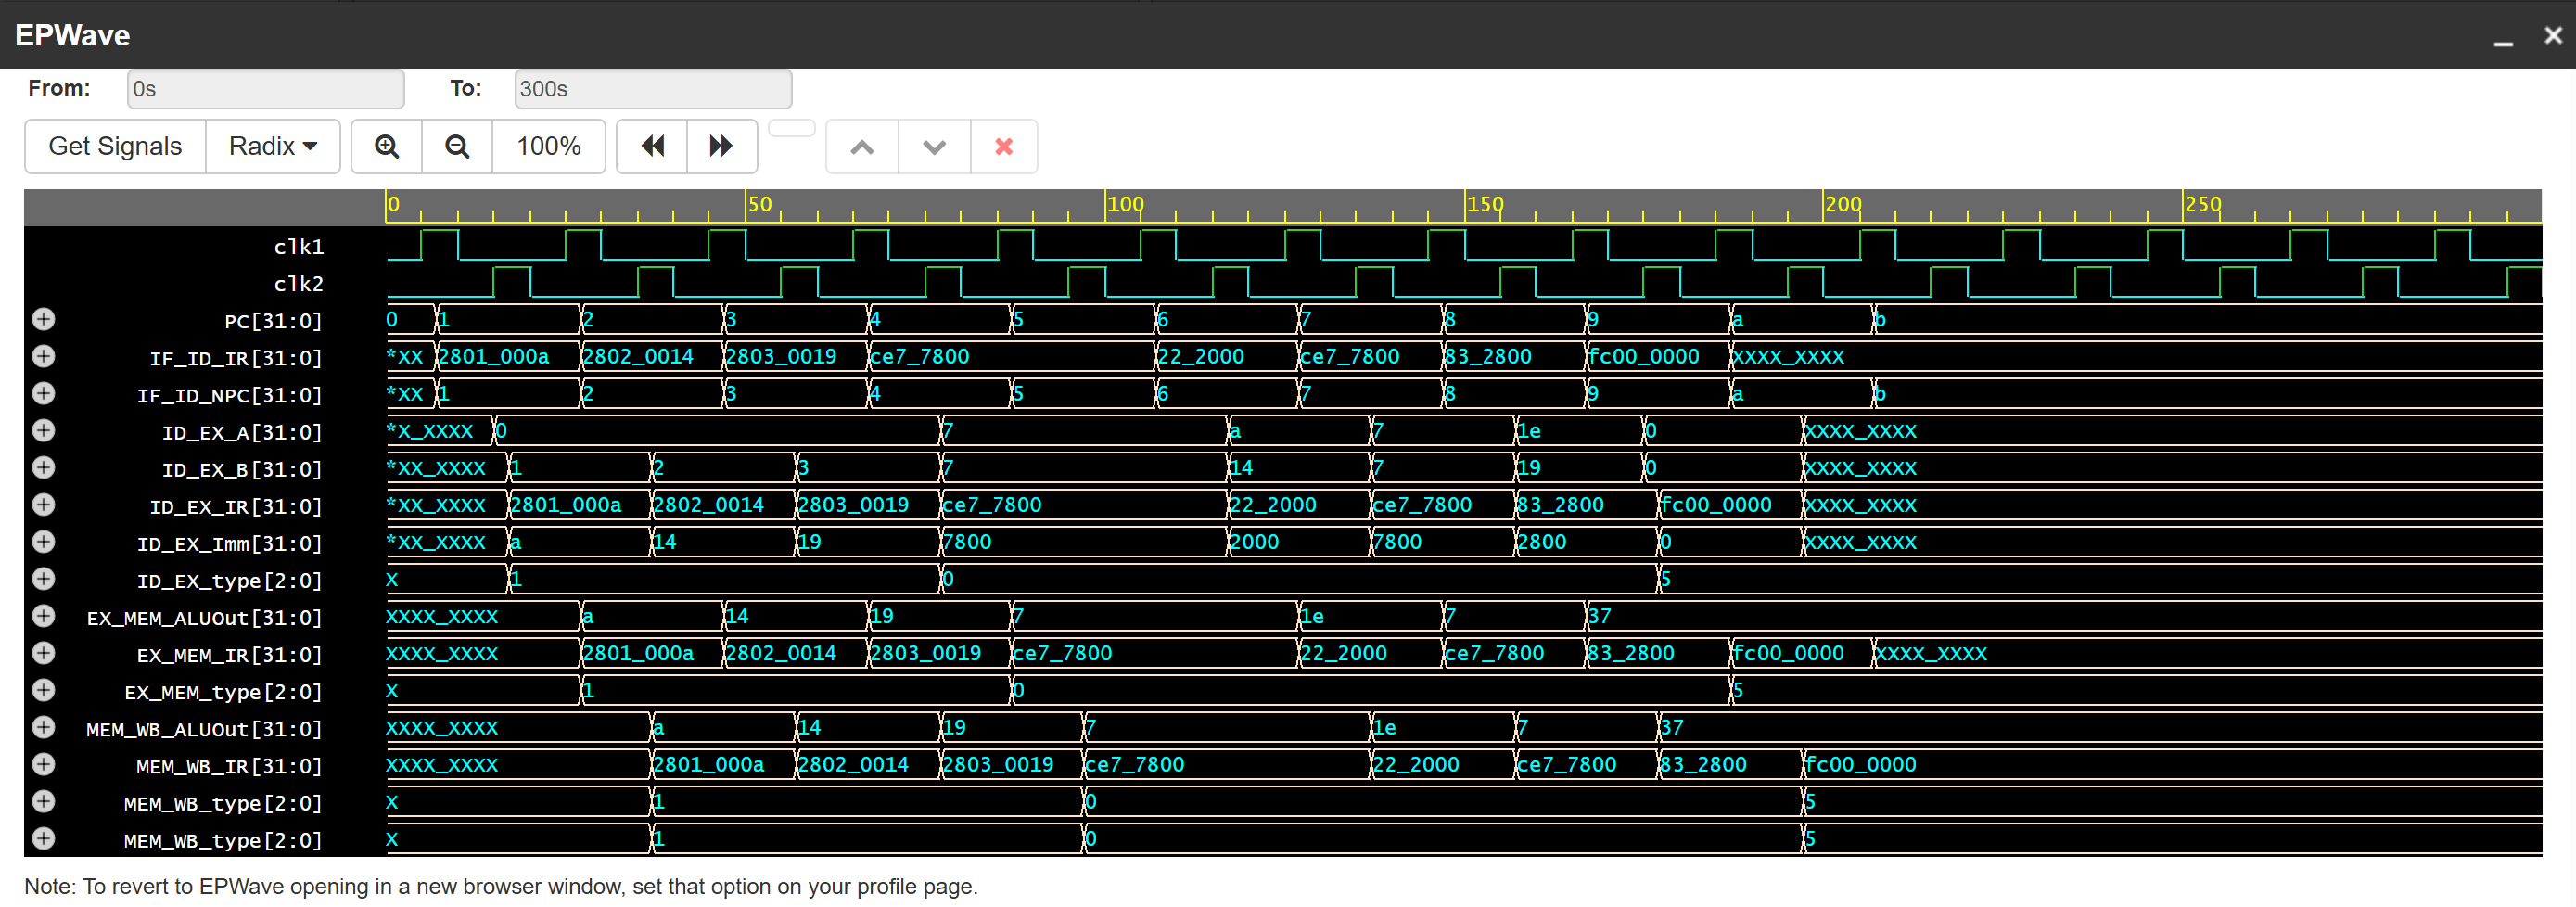 EPWave
From: 0s To: 300s
Get Signals Radix 100%
0 50 100 150 200 250
clk1
clk2
PC[31:0] 0 1 2 3 4 5 6 7 8 9 a b
IF_ID_IR[31:0] *xx 2801_000a 2802_0014 2803_0019 ce7_7800 22_2000 ce7_7800 83_2800 fc00_0000 xxxx_xxxx
IF_ID_NPC[31:0] *xx 1 2 3 4 5 6 7 8 9 a b
ID_EX_A[31:0] *x_xxxx 0 7 a 7 1e 0 xxxx_xxxx
ID_EX_B[31:0] *xx_xxxx 1 2 3 7 14 7 19 0 xxxx_xxxx
ID_EX_IR[31:0] *xx_xxxx 2801_000a 2802_0014 2803_0019 ce7_7800 22_2000 ce7_7800 83_2800 fc00_0000 xxxx_xxxx
ID_EX_Imm[31:0] *xx_xxxx a 14 19 7800 2000 7800 2800 0 xxxx_xxxx
ID_EX_type[2:0] x 1 0 5
EX_MEM_ALUOut[31:0] xxxx_xxxx a 14 19 7 1e 7 37
EX_MEM_IR[31:0] xxxx_xxxx 2801_000a 2802_0014 2803_0019 ce7_7800 22_2000 ce7_7800 83_2800 fc00_0000 xxxx_xxxx
EX_MEM_type[2:0] x 1 0 5
MEM_WB_ALUOut[31:0] xxxx_xxxx a 14 19 7 1e 7 37
MEM_WB_IR[31:0] xxxx_xxxx 2801_000a 2802_0014 2803_0019 ce7_7800 22_2000 ce7_7800 83_2800 fc00_0000
MEM_WB_type[2:0] x 1 0 5
MEM_WB_type[2:0] x 1 0 5
Note: To revert to EPWave opening in a new browser window, set that option on your profile page.